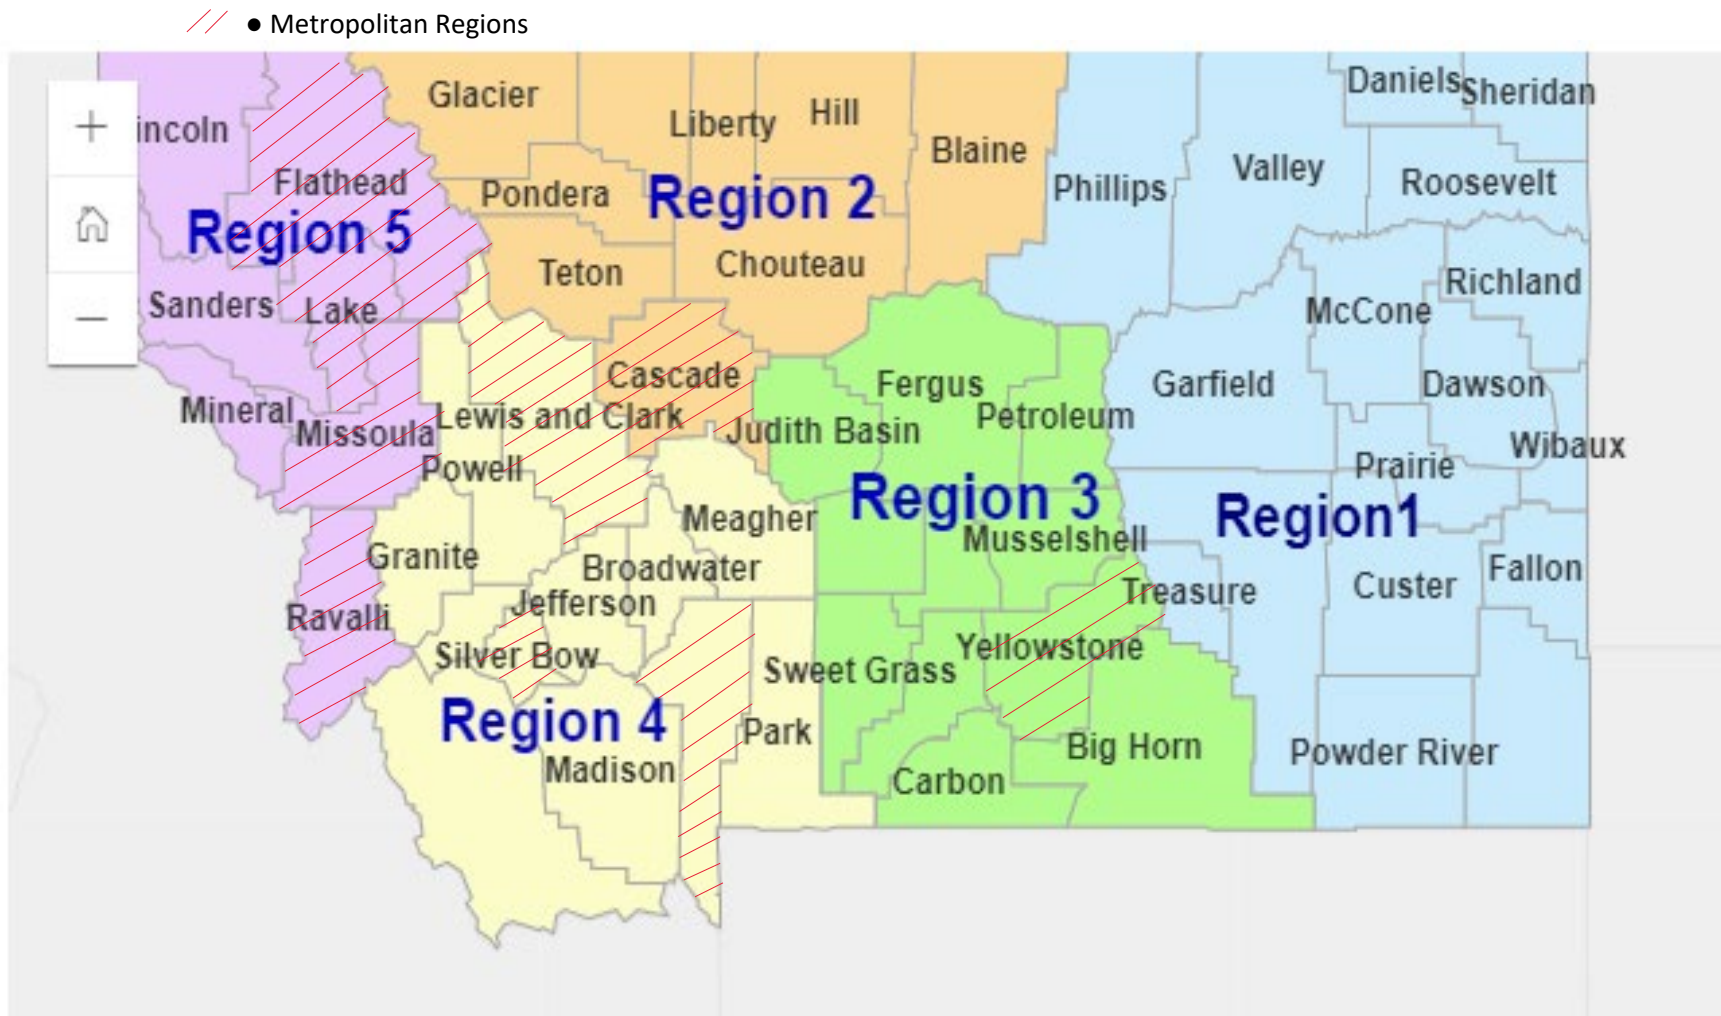 ● Metropolitan Regions
Glacier
Liberty
Hill
Blaine
Daniels
Sheridan
incoln
Flathead
Pondera
Region 2
Phillips
Valley
Roosevelt
Region 5
Teton
Chouteau
Richland
Sanders
Lake
McCone
Cascade
Fergus
Garfield
Dawson
Mineral
Missoula
Lewis and Clark
Judith Basin
Petroleum
Wibaux
Powell
Prairie
Region 3
Region1
Meagher
Musselshell
Granite
Broadwater
Treasure
Custer
Fallon
Jefferson
Ravalli
Silver Bow
Sweet Grass
Yellowstone
Region 4
Park
Madison
Carbon
Big Horn
Powder River